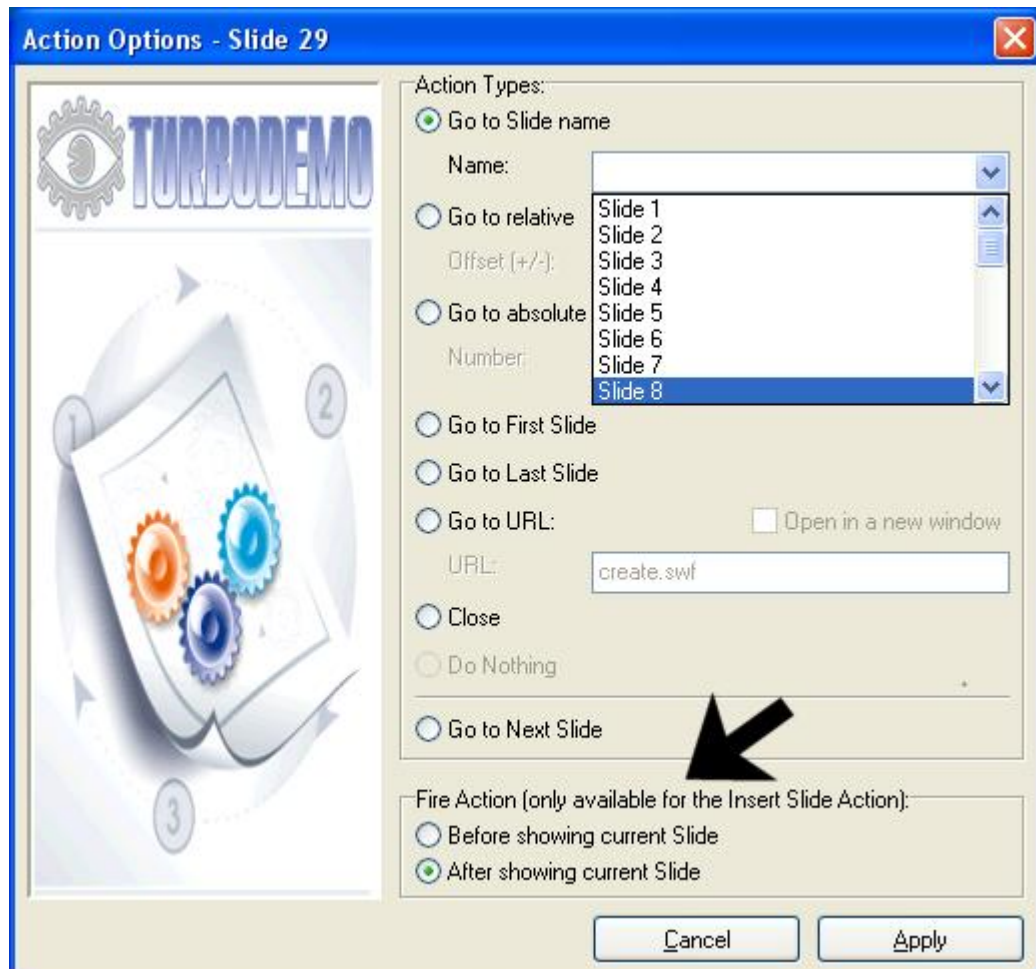 Action Options - Slide 29
TURBODEMO
1
2
3
Action Types:
Go to Slide name
Name:
Slide 1
Slide 2
Slide 3
Slide 4
Slide 5
Slide 6
Slide 7
Slide 8
Go to relative
Offset (+/-):
Go to absolute
Number:
Go to First Slide
Go to Last Slide
Go to URL:
Open in a new window
URL:
create.swf
Close
Do Nothing
Go to Next Slide
Fire Action (only available for the Insert Slide Action):
Before showing current Slide
After showing current Slide
Cancel
Apply